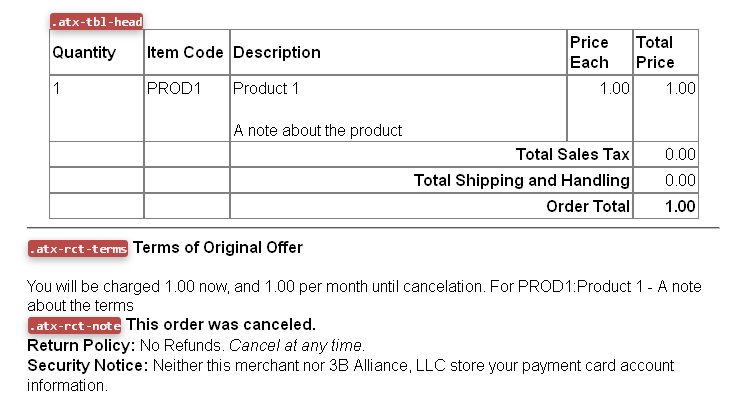 .atx-tbl-head
Quantity Item Code Description Price Each Total Price
1 PROD1 Product 1 1.00 1.00
A note about the product
Total Sales Tax 0.00
Total Shipping and Handling 0.00
Order Total 1.00
.atx-rct-terms Terms of Original Offer
You will be charged 1.00 now, and 1.00 per month until cancelation. For PROD1:Product 1 - A note
about the terms
.atx-rct-note This order was canceled.
Return Policy: No Refunds. Cancel at any time.
Security Notice: Neither this merchant nor 3B Alliance, LLC store your payment card account
information.